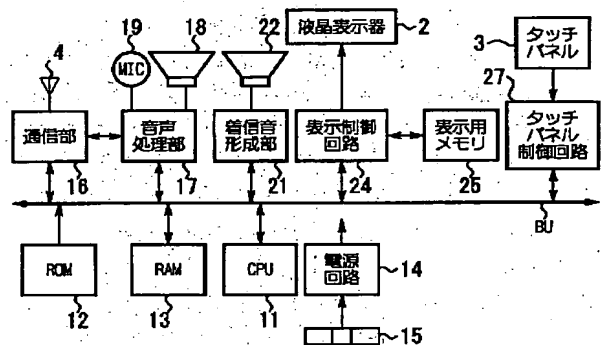 4
19
MIC
18
22
液晶表示器
2
3
タッチ
パネル
27
通信部
16
音声
処理部
17
着信音
形成部
21
表示制御
回路
24
表示用
メモリ
25
タッチ
パネル
制御回路
BU
ROM
12
RAM
13
CPU
11
電源
回路
14
15